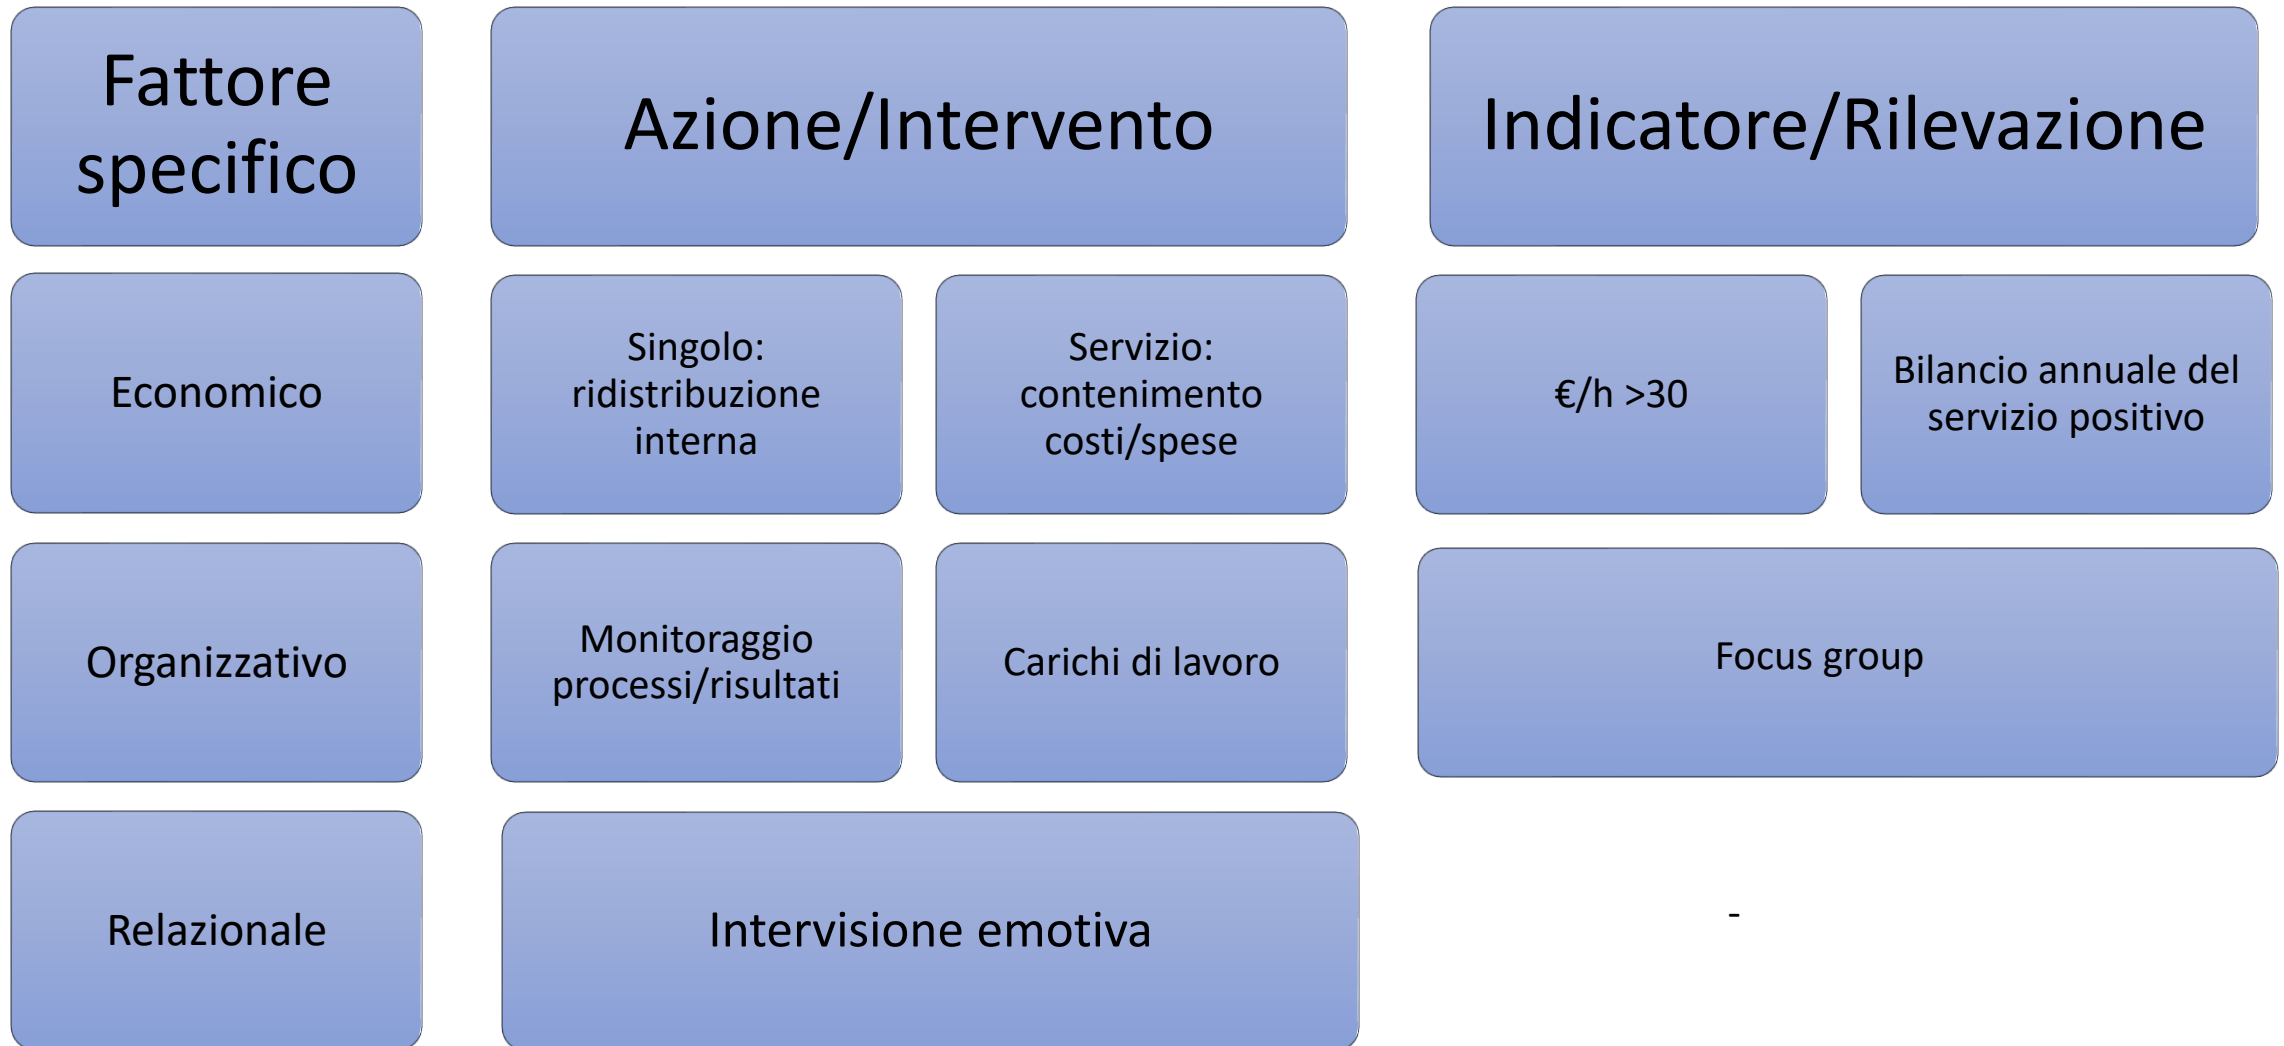 Fattore
specifico
Azione/Intervento
Indicatore/Rilevazione
Economico
Singolo:
ridistribuzione
interna
Servizio:
contenimento
costi/spese
€/h >30
Bilancio annuale del
servizio positivo
Organizzativo
Monitoraggio
processi/risultati
Carichi di lavoro
Focus group
Relazionale
Intervisione emotiva
-